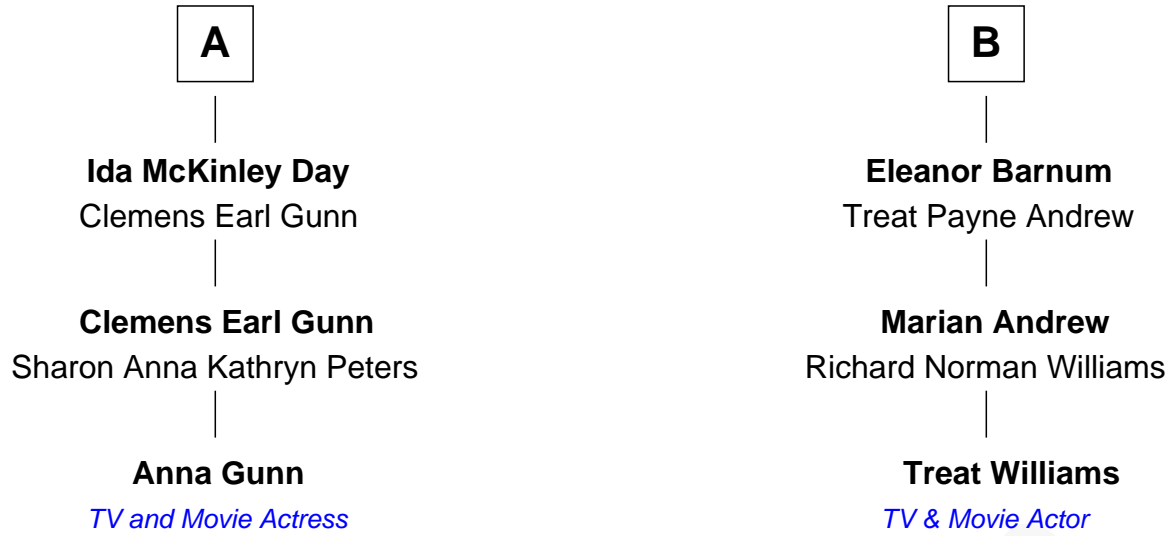 A
Ida McKinley Day
Clemens Earl Gunn
Clemens Earl Gunn
Sharon Anna Kathryn Peters
Anna Gunn
TV and Movie Actress
B
Eleanor Barnum
Treat Payne Andrew
Marian Andrew
Richard Norman Williams
Treat Williams
TV & Movie Actor